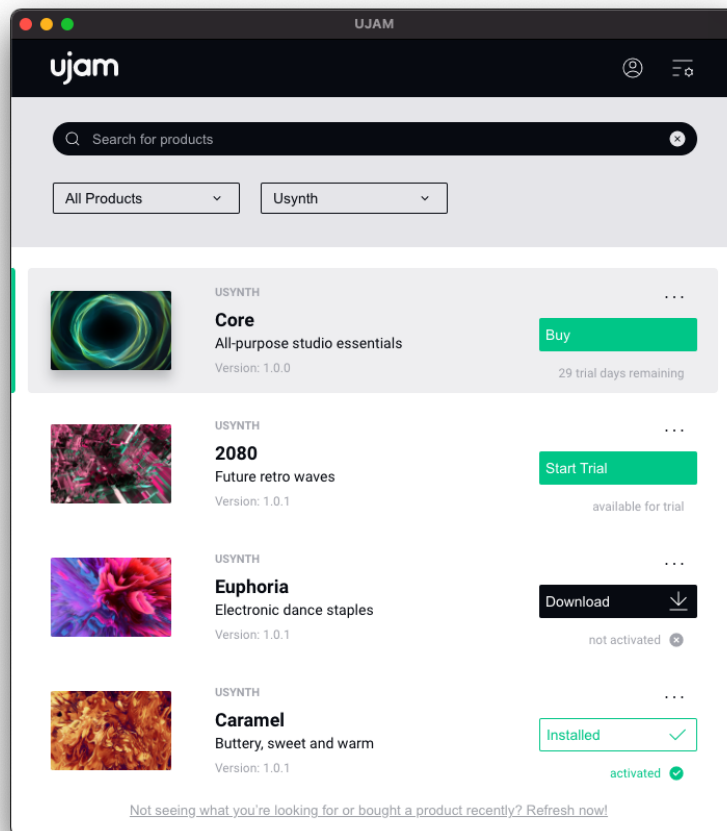 UJAM
ujam
Search for products
All Products
Usynth
USYNTH
Core
All-purpose studio essentials
Version: 1.0.0
...
Buy
29 trial days remaining
USYNTH
2080
Future retro waves
Version: 1.0.1
...
Start Trial
available for trial
USYNTH
Euphoria
Electronic dance staples
Version: 1.0.1
...
Download
not activated
USYNTH
Caramel
Buttery, sweet and warm
Version: 1.0.1
...
Installed
activated
Not seeing what you’re looking for or bought a product recently? Refresh now!